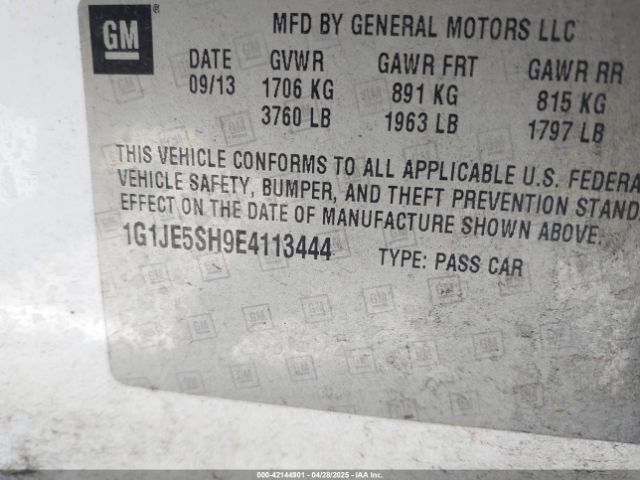 GM ®
MFD BY GENERAL MOTORS LLC
DATE GVWR GAWR FRT GAWR RR
09/13 1706 KG 891 KG 815 KG
3760 LB 1963 LB 1797 LB
THIS VEHICLE CONFORMS TO ALL APPLICABLE U.S. FEDERA
VEHICLE SAFETY, BUMPER, AND THEFT PREVENTION STAND
EFFECT ON THE DATE OF MANUFACTURE SHOWN ABOVE.
1G1JE5SH9E4113444 TYPE: PASS CAR
000-42144901 - 04/28/2025 - IAAI, Inc.